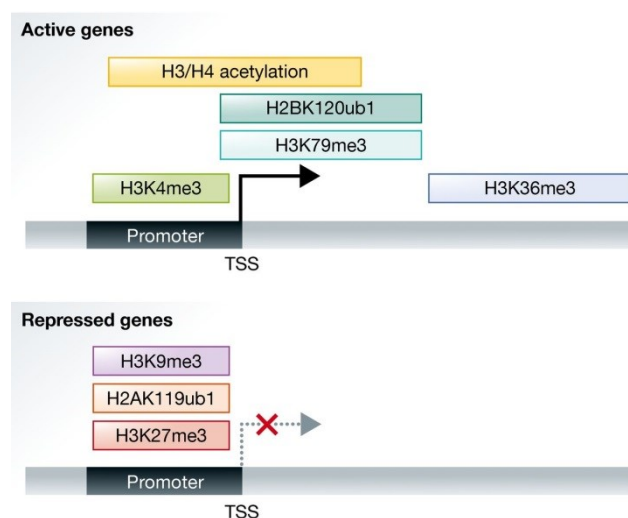 Active genes
H3/H4 acetylation
H2BK120ub1
H3K79me3
H3K4me3
H3K36me3
Promoter
TSS
Repressed genes
H3K9me3
H2AK119ub1
H3K27me3
Promoter
TSS